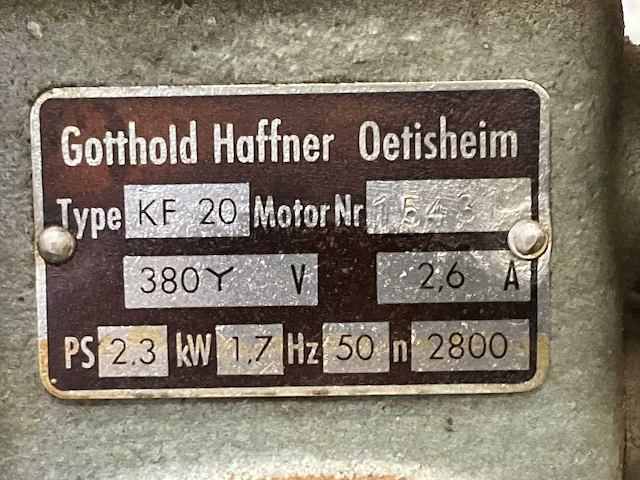 Gotthold Haffner Oetisheim
Type KF 20 Motor Nr 15431
380Y V 2,6 A
PS 2,3 kW 1,7 Hz 50 n 2800